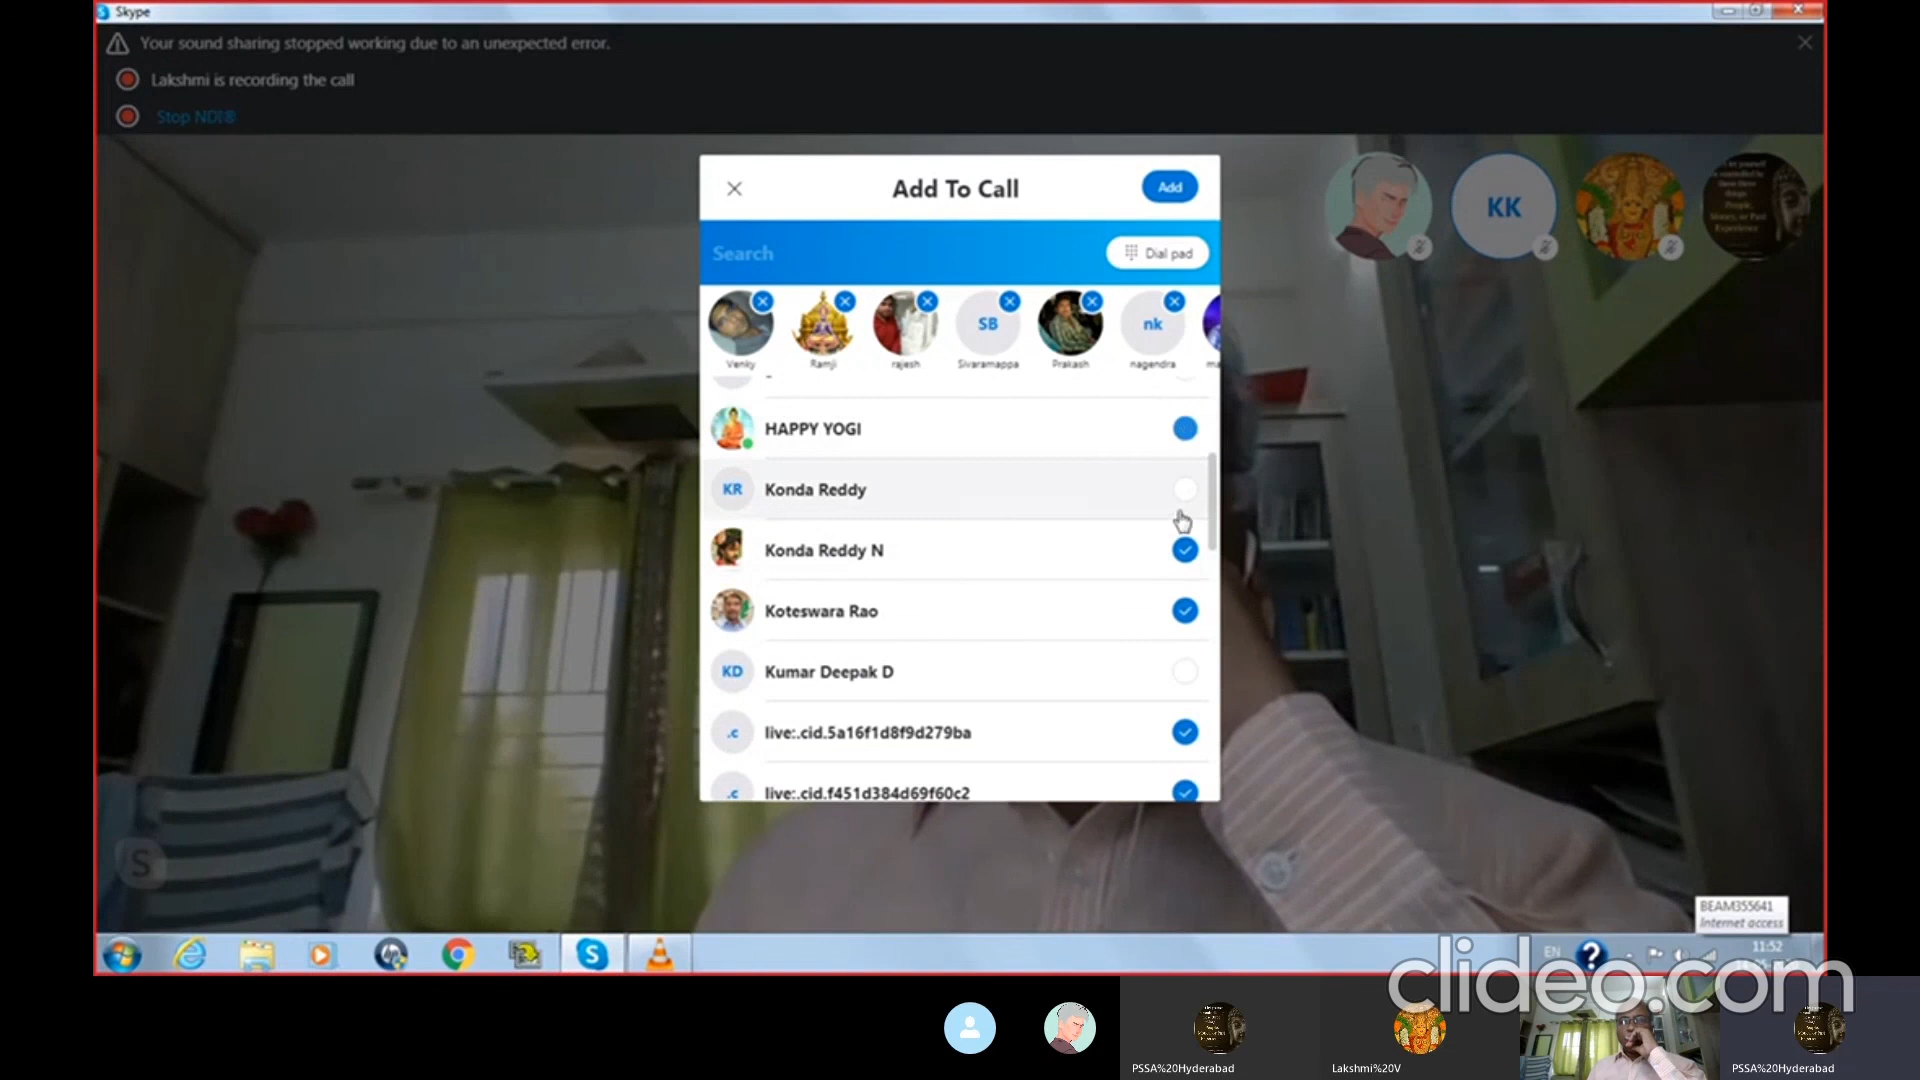 Skype
Your sound sharing stopped working due to an unexpected error.
Lakshmi is recording the call
Stop NDI®
Add To Call
Add
KK
Search
Dial pad
SB
nk
Venky
Ramji
rajesh
Sivaramappa
Prakash
nagendra
HAPPY YOGI
KR
Konda Reddy
Konda Reddy N
Koteswara Rao
KD
Kumar Deepak D
.c
live:.cid.5a16f1d8f9d279ba
.c
live:.cid.f451d384d69f60c2
BEAM355641
Internet access
EN
11:52
clideo.com
PSSA%20Hyderabad
Lakshmi%20V
PSSA%20Hyderabad